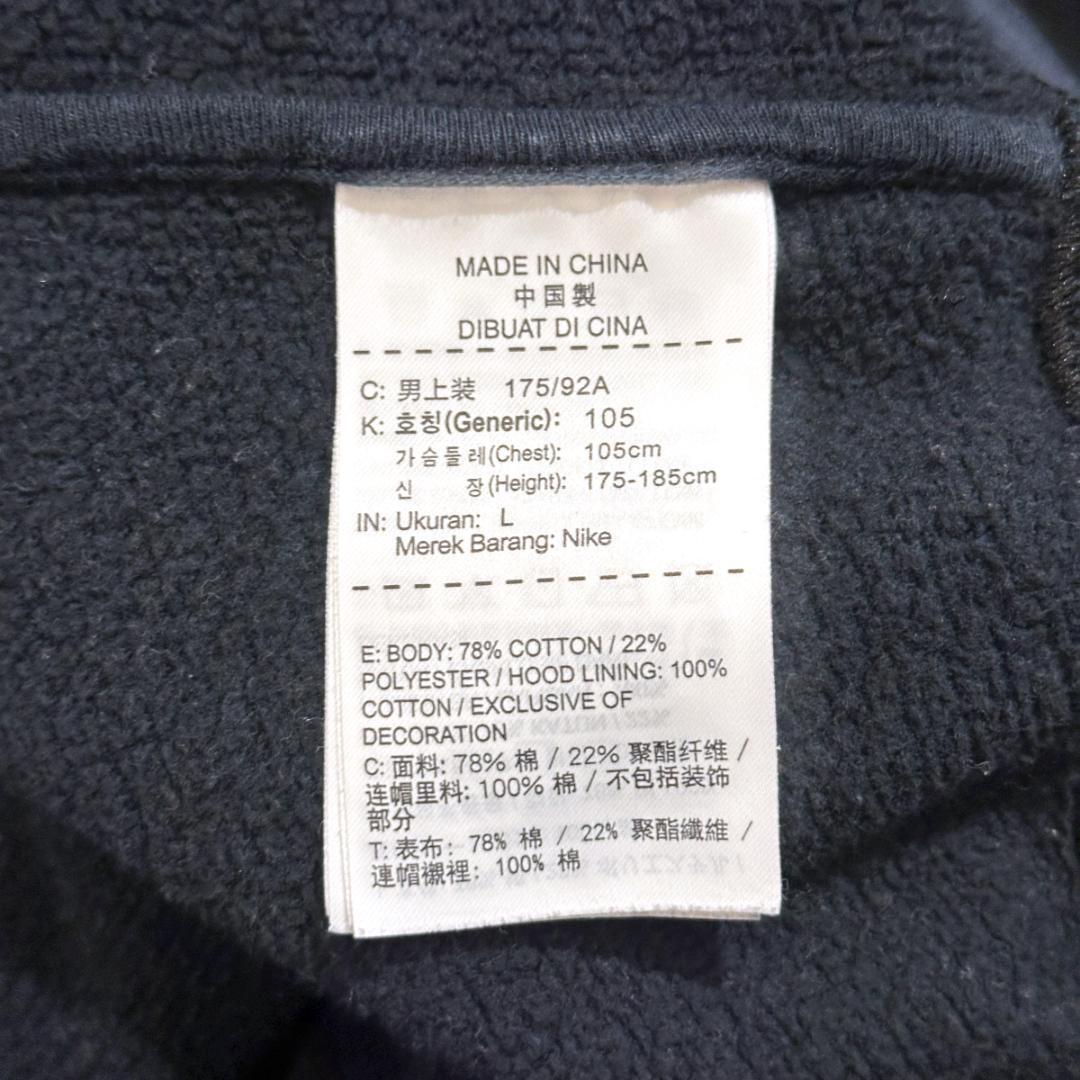 MADE IN CHINA
中国製
DIBUAT DI CINA
C: 男上装 175/92A
K: 호칭(Generic): 105
가슴둘레(Chest): 105cm
신 장(Height): 175-185cm
IN: Ukuran: L
Merek Barang: Nike
E: BODY: 78% COTTON / 22%
POLYESTER / HOOD LINING: 100%
COTTON / EXCLUSIVE OF
DECORATION
C: 面料: 78% 棉 / 22% 聚酯纤维 /
连帽里料: 100% 棉 / 不包括装饰
部分
T: 表布: 78% 棉 / 22% 聚酯纖維 /
連帽襯裡: 100% 棉